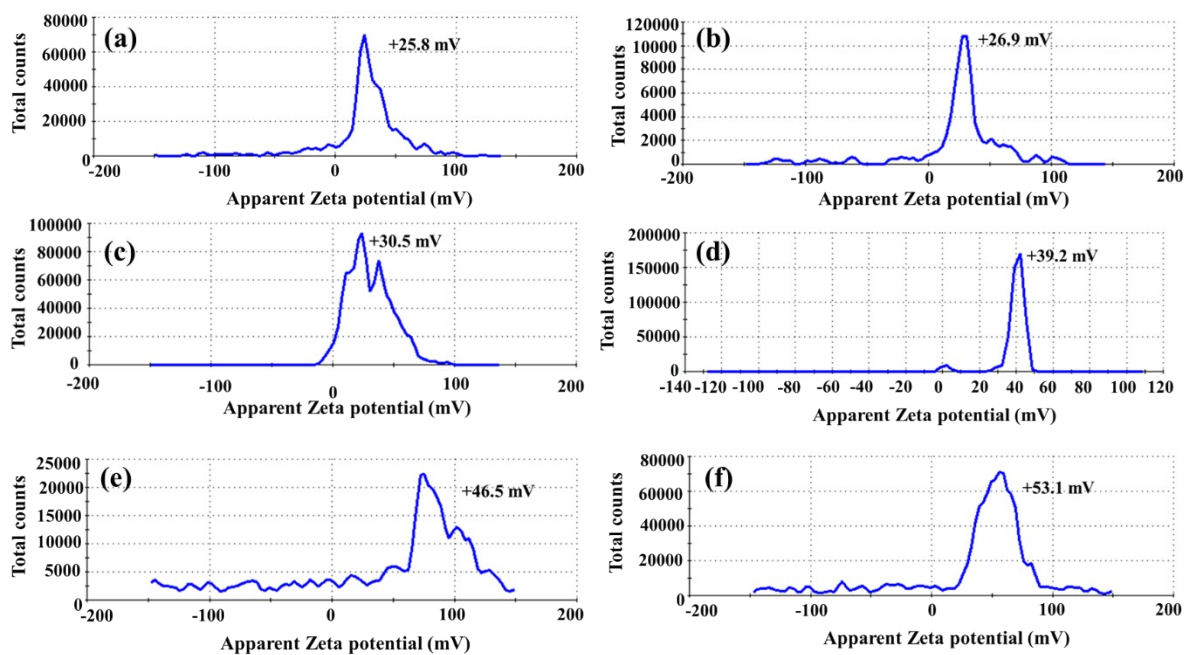 (a)
+25.8 mV
Total counts
80000
60000
40000
20000
0
-200 -100 0 100 200
Apparent Zeta potential (mV)
(b)
+26.9 mV
Total counts
12000
10000
8000
6000
4000
2000
0
-200 -100 0 100 200
Apparent Zeta potential (mV)
(c)
+30.5 mV
Total counts
100000
80000
60000
40000
20000
0
-200 -100 0 100 200
Apparent Zeta potential (mV)
(d)
+39.2 mV
Total counts
200000
150000
100000
50000
0
-140 -120 -100 -80 -60 -40 -20 0 20 40 60 80 100 120
Apparent Zeta potential (mV)
(e)
+46.5 mV
Total counts
25000
20000
15000
10000
5000
0
-200 -100 0 100 200
Apparent Zeta potential (mV)
(f)
+53.1 mV
Total counts
80000
60000
40000
20000
0
-200 -100 0 100 200
Apparent Zeta potential (mV)